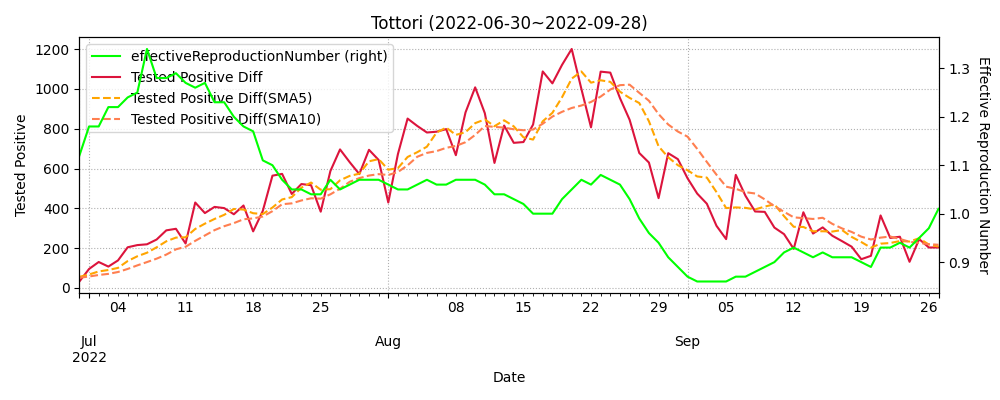 Tottori (2022-06-30~2022-09-28)
effectiveReproductionNumber (right)
Tested Positive Diff
Tested Positive Diff(SMA5)
Tested Positive Diff(SMA10)
Tested Positive
1200
1000
800
600
400
200
0
1.3
1.2
1.1
1.0
0.9
Effective Reproduction Number
04 11 18 25 08 15 22 29 05 12 19 26
Jul Aug Sep
2022
Date